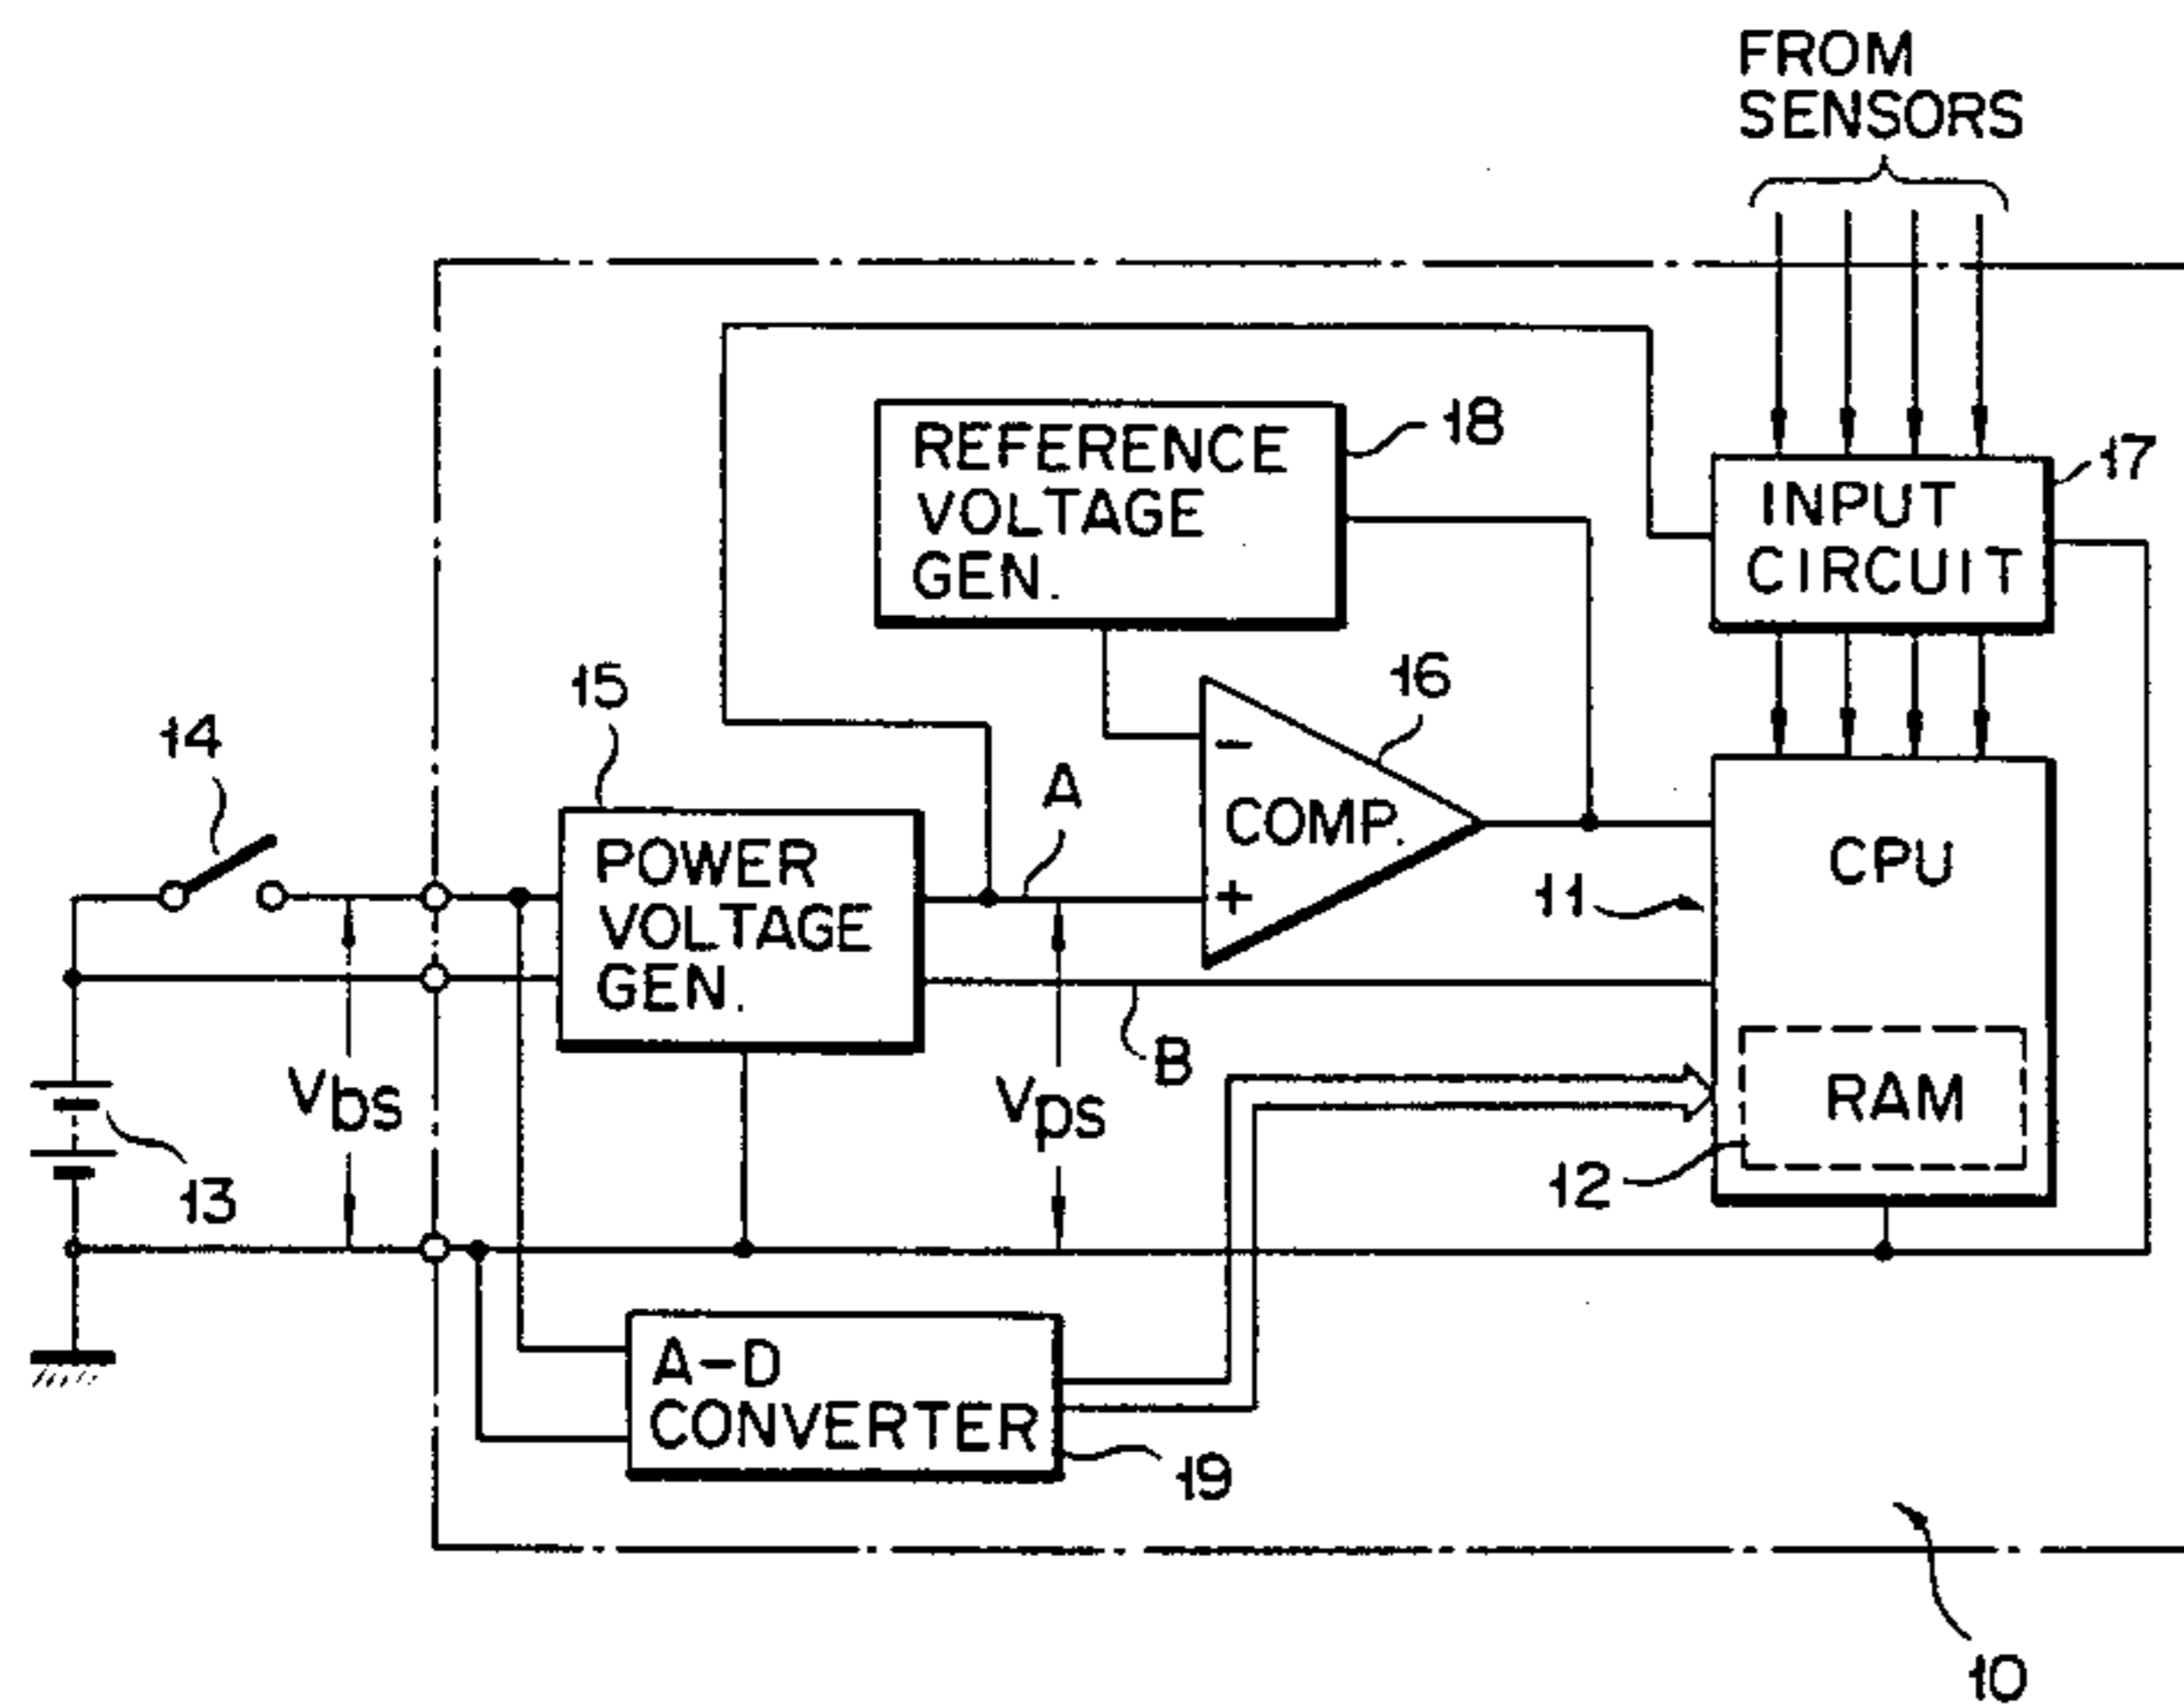 FROM
SENSORS
REFERENCE
VOLTAGE
GEN.
18
INPUT
CIRCUIT
17
15
16
14
A
POWER
VOLTAGE
GEN.
-
COMP.
+
CPU
11
B
Vbs
Vps
RAM
12
13
A-D
CONVERTER
19
10